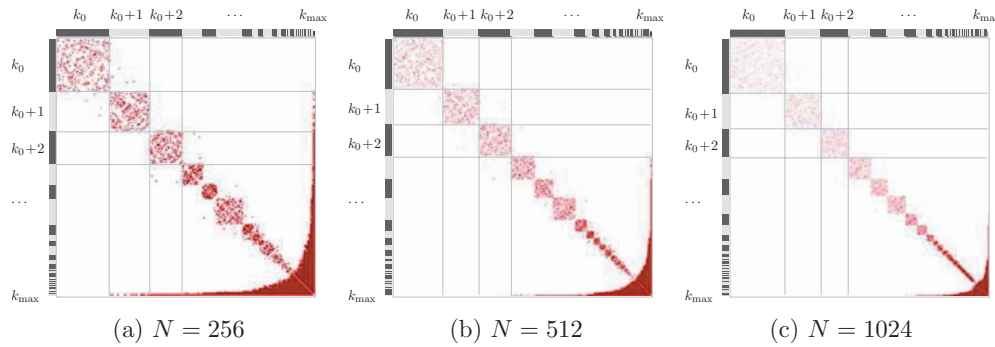 k₀ k₀+1 k₀+2 ⋯ kₘₐₓ
k₀
k₀+1
k₀+2
⋯
kₘₐₓ
(a) N = 256
k₀ k₀+1 k₀+2 ⋯ kₘₐₓ
k₀
k₀+1
k₀+2
⋯
kₘₐₓ
(b) N = 512
k₀ k₀+1 k₀+2 ⋯ kₘₐ
k₀
k₀+1
k₀+2
⋯
kₘₐₓ
(c) N = 1024